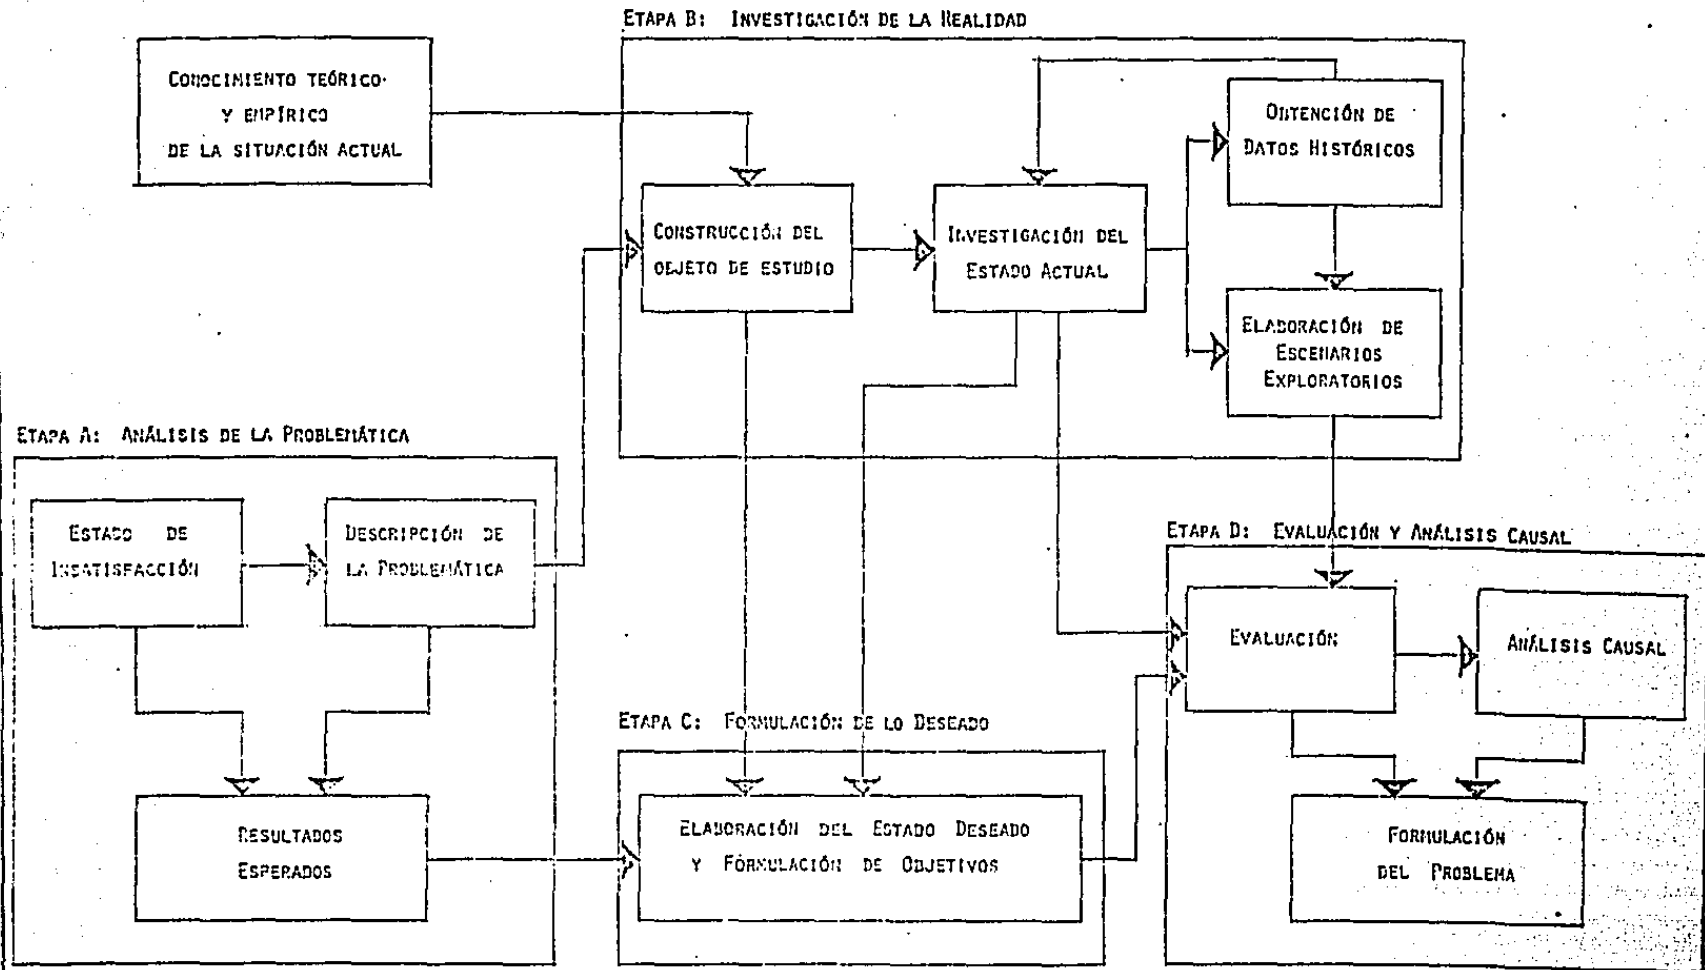 ETAPA B: INVESTIGACIÓN DE LA REALIDAD
CONOCIMIENTO TEÓRICO
Y EMPÍRICO
DE LA SITUACIÓN ACTUAL
OBTENCIÓN DE
DATOS HISTÓRICOS
CONSTRUCCIÓN DEL
OBJETO DE ESTUDIO
INVESTIGACIÓN DEL
ESTADO ACTUAL
ELABORACIÓN DE
ESCENARIOS
EXPLORATORIOS
ETAPA A: ANÁLISIS DE LA PROBLEMÁTICA
ESTADO DE
INSATISFACCIÓN
DESCRIPCIÓN DE
LA PROBLEMÁTICA
RESULTADOS
ESPERADOS
ETAPA C: FORMULACIÓN DE LO DESEADO
ELABORACIÓN DEL ESTADO DESEADO
Y FORMULACIÓN DE OBJETIVOS
ETAPA D: EVALUACIÓN Y ANÁLISIS CAUSAL
EVALUACIÓN
ANÁLISIS CAUSAL
FORMULACIÓN
DEL PROBLEMA